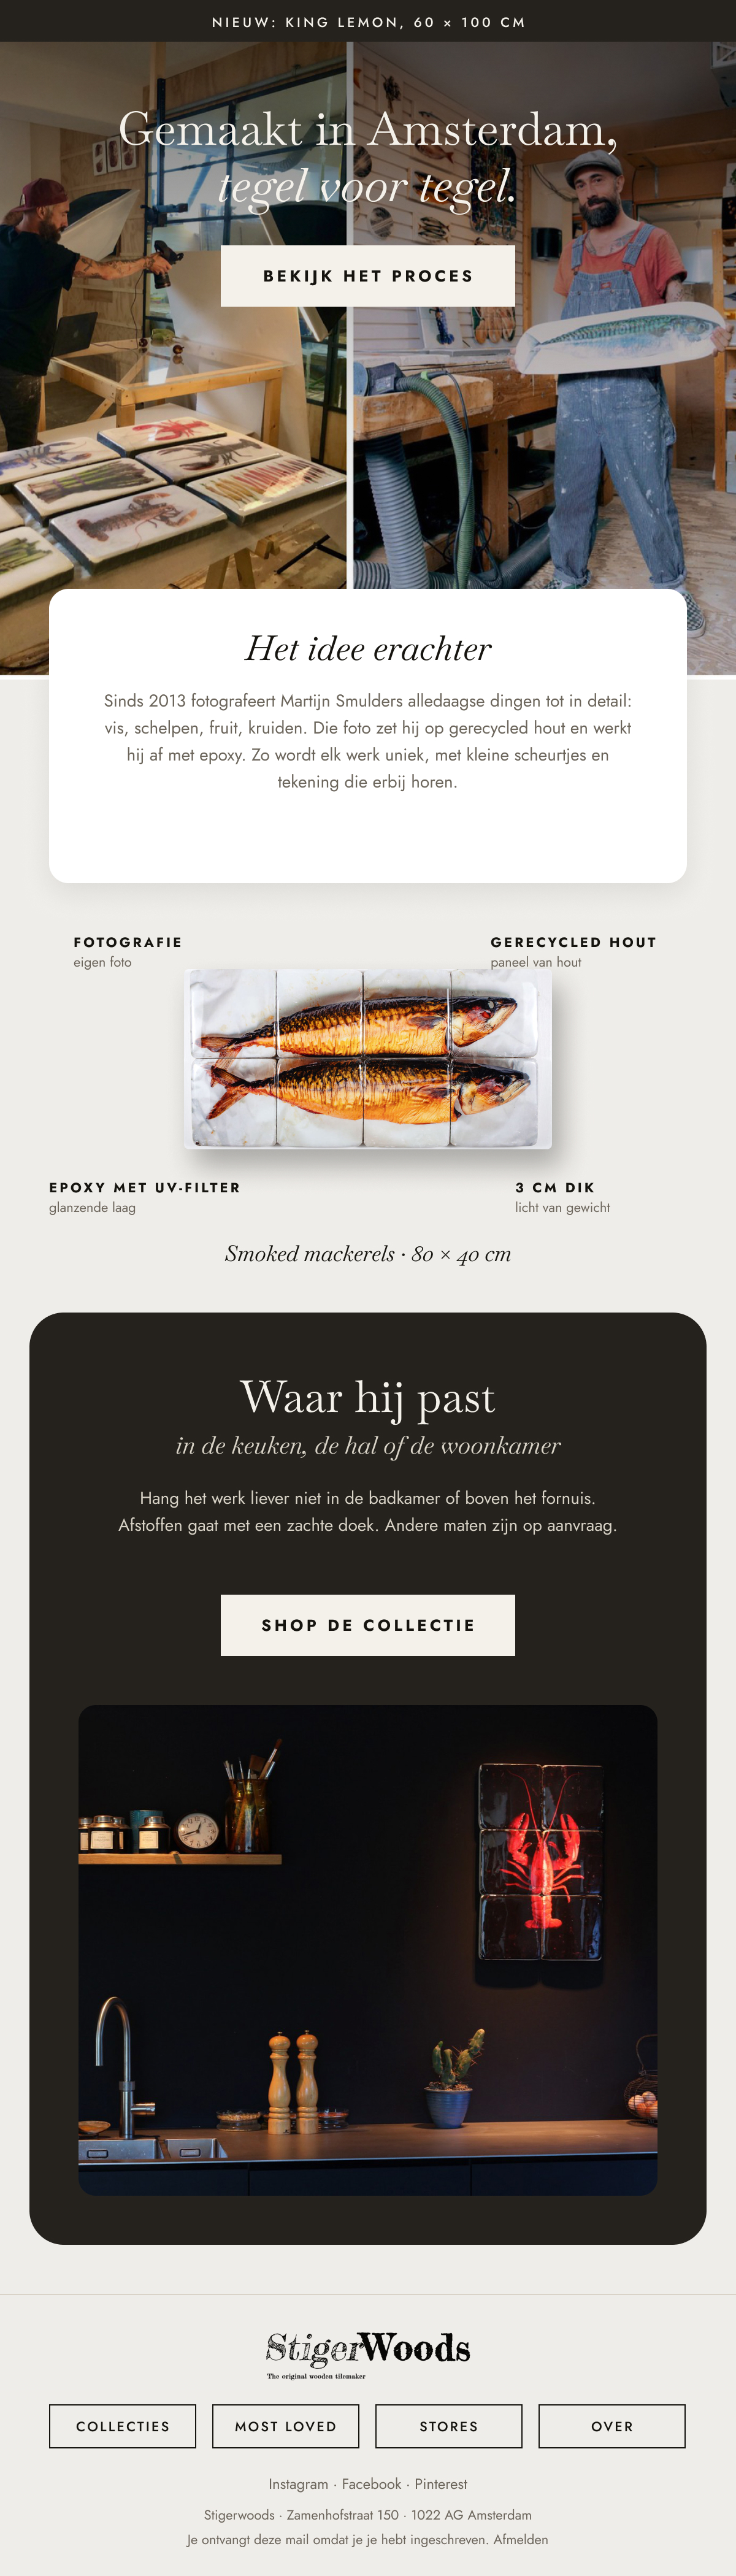 NIEUW: KING LEMON, 60 × 100 CM
Gemaakt in Amsterdam,
tegel voor tegel.
BEKIJK HET PROCES
Het idee erachter
Sinds 2013 fotografeert Martijn Smulders alledaagse dingen tot in detail:
vis, schelpen, fruit, kruiden. Die foto zet hij op gerecycled hout en werkt
hij af met epoxy. Zo wordt elk werk uniek, met kleine scheurtjes en
tekening die erbij horen.
FOTOGRAFIE
eigen foto
GERECYCLED HOUT
paneel van hout
EPOXY MET UV-FILTER
glanzende laag
3 CM DIK
licht van gewicht
Smoked mackerels · 80 × 40 cm
Waar hij past
in de keuken, de hal of de woonkamer
Hang het werk liever niet in de badkamer of boven het fornuis.
Afstoffen gaat met een zachte doek. Andere maten zijn op aanvraag.
SHOP DE COLLECTIE
StigerWoods
The original wooden tilemaker
COLLECTIES
MOST LOVED
STORES
OVER
Instagram · Facebook · Pinterest
Stigerwoods · Zamenhofstraat 150 · 1022 AG Amsterdam
Je ontvangt deze mail omdat je je hebt ingeschreven. Afmelden